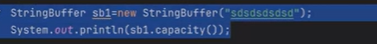 StringBuffer sb1=new StringBuffer("sdsdsdsdsd");
System.out.println(sb1.capacity());